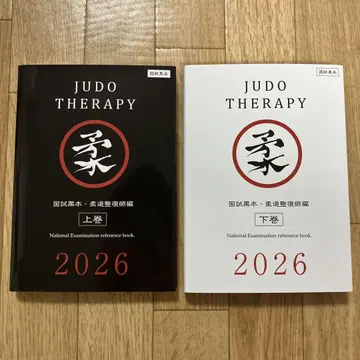 国試黒本
JUDO
THERAPY
柔
国試黒本・柔道整復師編
上巻
National Examination reference book.
2026
国試黒本
JUDO
THERAPY
柔
国試黒本・柔道整復師編
下巻
National Examination reference book.
2026